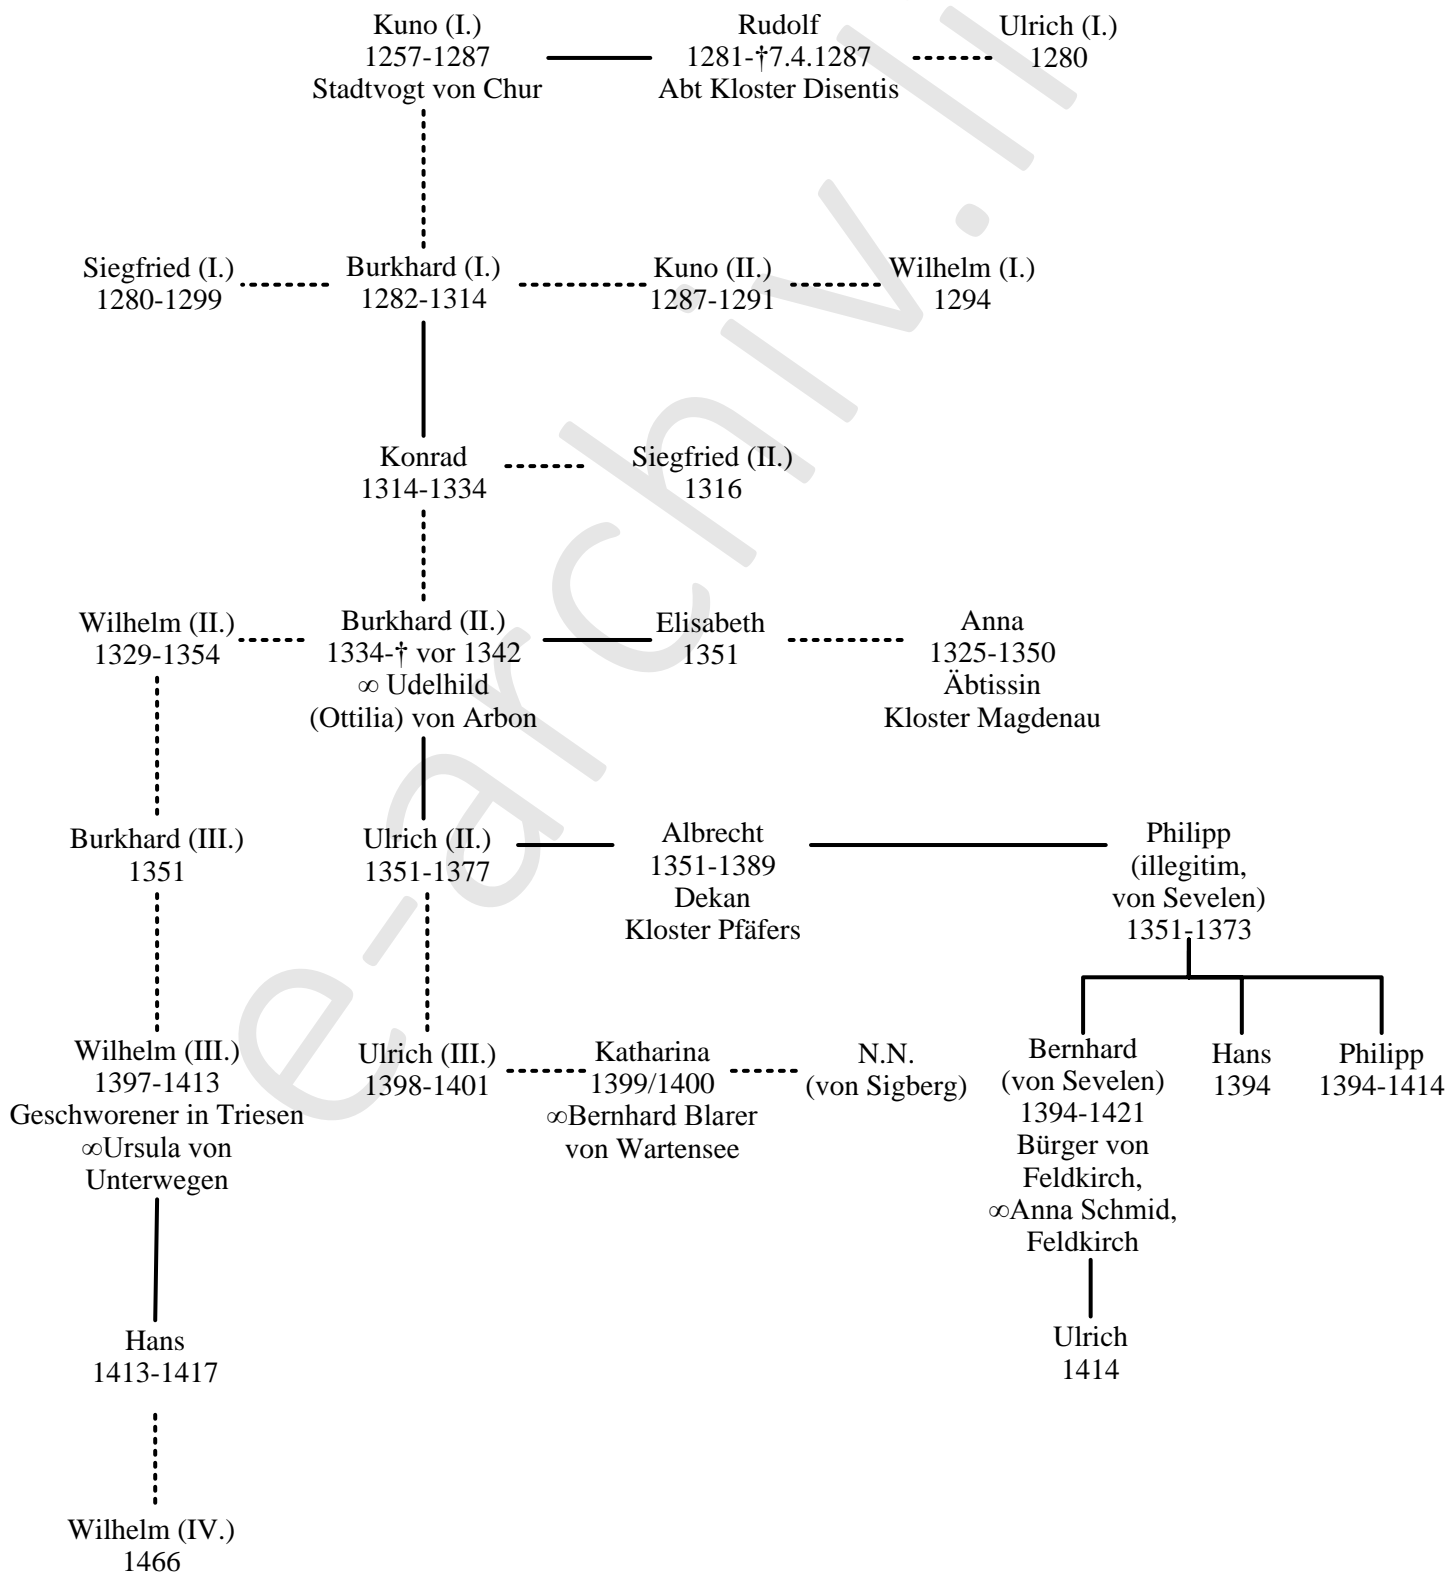 Kuno (I.)
1257-1287
Stadtvogt von Chur
Rudolf
1281-†7.4.1287
Abt Kloster Disentis
Ulrich (I.)
1280
Siegfried (I.)
1280-1299
Burkhard (I.)
1282-1314
Kuno (II.)
1287-1291
Wilhelm (I.)
1294
Konrad
1314-1334
Siegfried (II.)
1316
Wilhelm (II.)
1329-1354
Burkhard (II.)
1334-† vor 1342
∞ Udelhild
(Ottilia) von Arbon
Elisabeth
1351
Anna
1325-1350
Äbtissin
Kloster Magdenau
Burkhard (III.)
1351
Ulrich (II.)
1351-1377
Albrecht
1351-1389
Dekan
Kloster Pfäfers
Philipp
(illegitim,
von Sevelen)
1351-1373
Wilhelm (III.)
1397-1413
Geschworener in Triesen
∞Ursula von
Unterwegen
Ulrich (III.)
1398-1401
Katharina
1399/1400
∞Bernhard Blarer
von Wartensee
N.N.
(von Sigberg)
Bernhard
(von Sevelen)
1394-1421
Bürger von
Feldkirch,
∞Anna Schmid,
Feldkirch
Hans
1394
Philipp
1394-1414
Hans
1413-1417
Ulrich
1414
Wilhelm (IV.)
1466
e-archiv.li